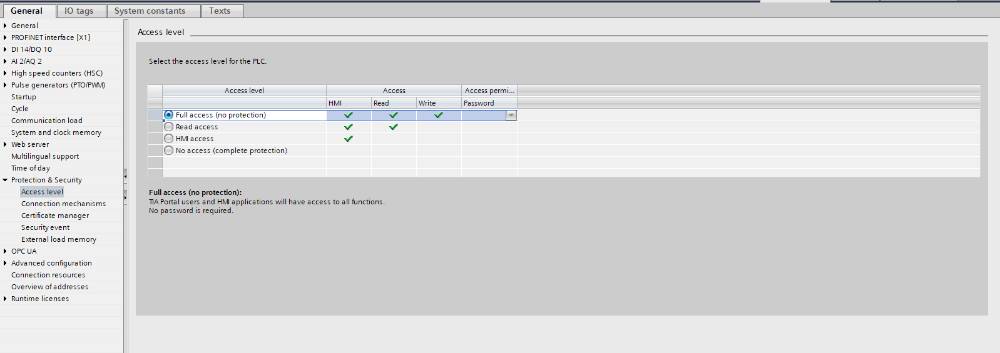 General IO tags System constants Texts
General
PROFINET interface [X1]
DI 14/DQ 10
AI 2/AQ 2
High speed counters (HSC)
Pulse generators (PTO/PWM)
Startup
Cycle
Communication load
System and clock memory
Web server
Multilingual support
Time of day
Protection & Security
Access level
Connection mechanisms
Certificate manager
Security event
External load memory
OPC UA
Advanced configuration
Connection resources
Overview of addresses
Runtime licenses
Access level
Select the access level for the PLC.
Access level Access Access permi...
HMI Read Write Password
Full access (no protection)
Read access
HMI access
No access (complete protection)
Full access (no protection):
TIA Portal users and HMI applications will have access to all functions.
No password is required.